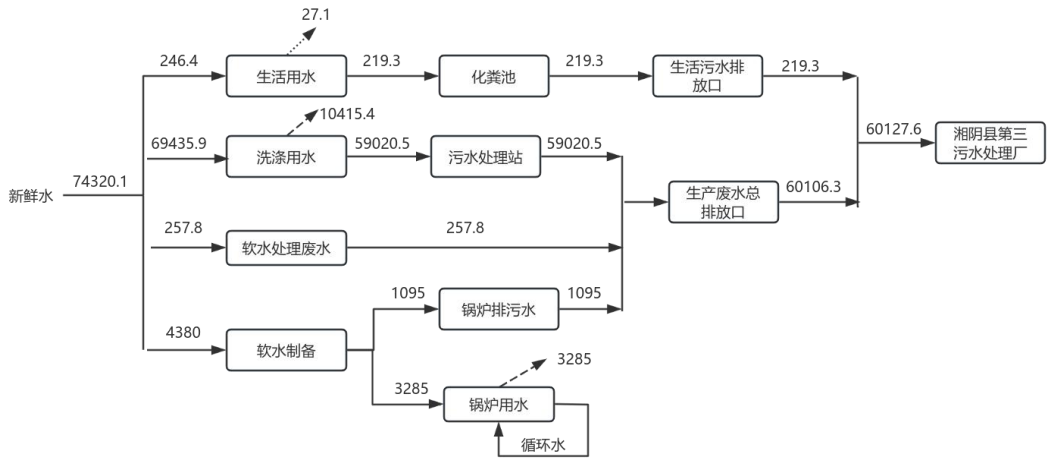 27.1
246.4
生活用水
219.3
化粪池
219.3
生活污水排
放口
219.3
10415.4
69435.9
洗涤用水
59020.5
污水处理站
59020.5
60127.6
湘阴县第三
污水处理厂
新鲜水
74320.1
生产废水总
排放口
60106.3
257.8
软水处理废水
257.8
1095
锅炉排污水
1095
4380
软水制备
3285
3285
锅炉用水
循环水